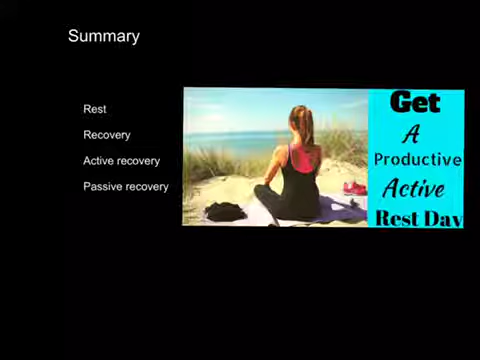 Summary
Rest
Recovery
Active recovery
Passive recovery
Get
A
Productive
Active
Rest Day